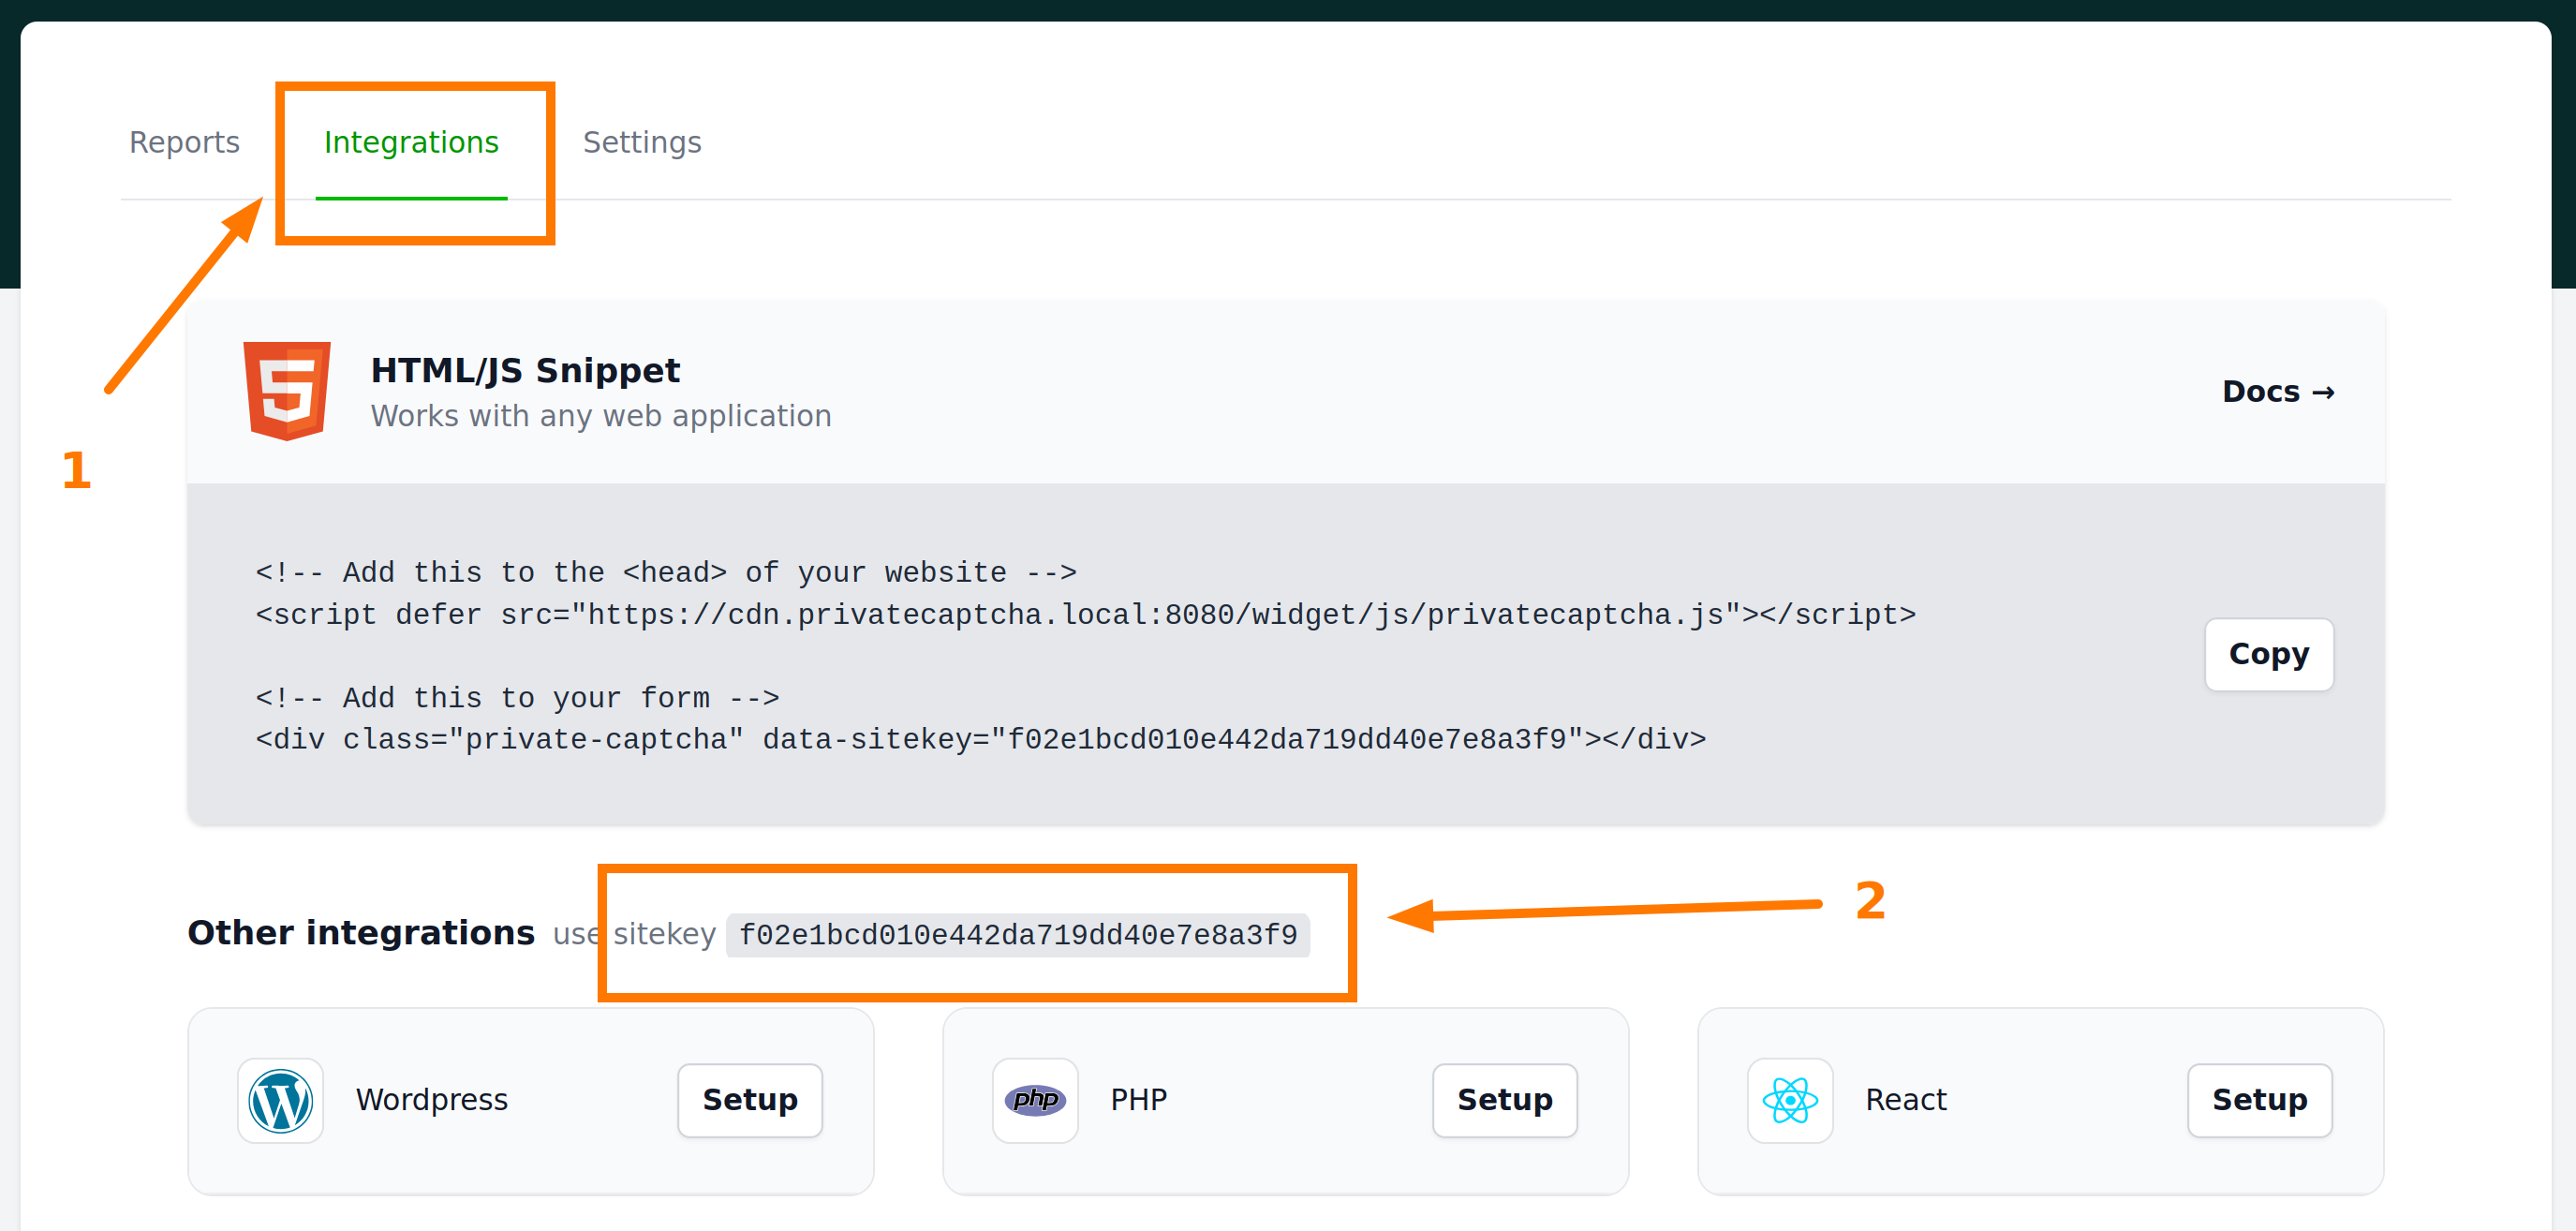 Reports Integrations Settings
1
HTML/JS Snippet
Works with any web application
Docs →
<!-- Add this to the <head> of your website -->
<script defer src="https://cdn.privatecaptcha.local:8080/widget/js/privatecaptcha.js"></script>
Copy
<!-- Add this to your form -->
<div class="private-captcha" data-sitekey="f02e1bcd010e442da719dd40e7e8a3f9"></div>
Other integrations use sitekey f02e1bcd010e442da719dd40e7e8a3f9
2
Wordpress Setup
php PHP Setup
React Setup